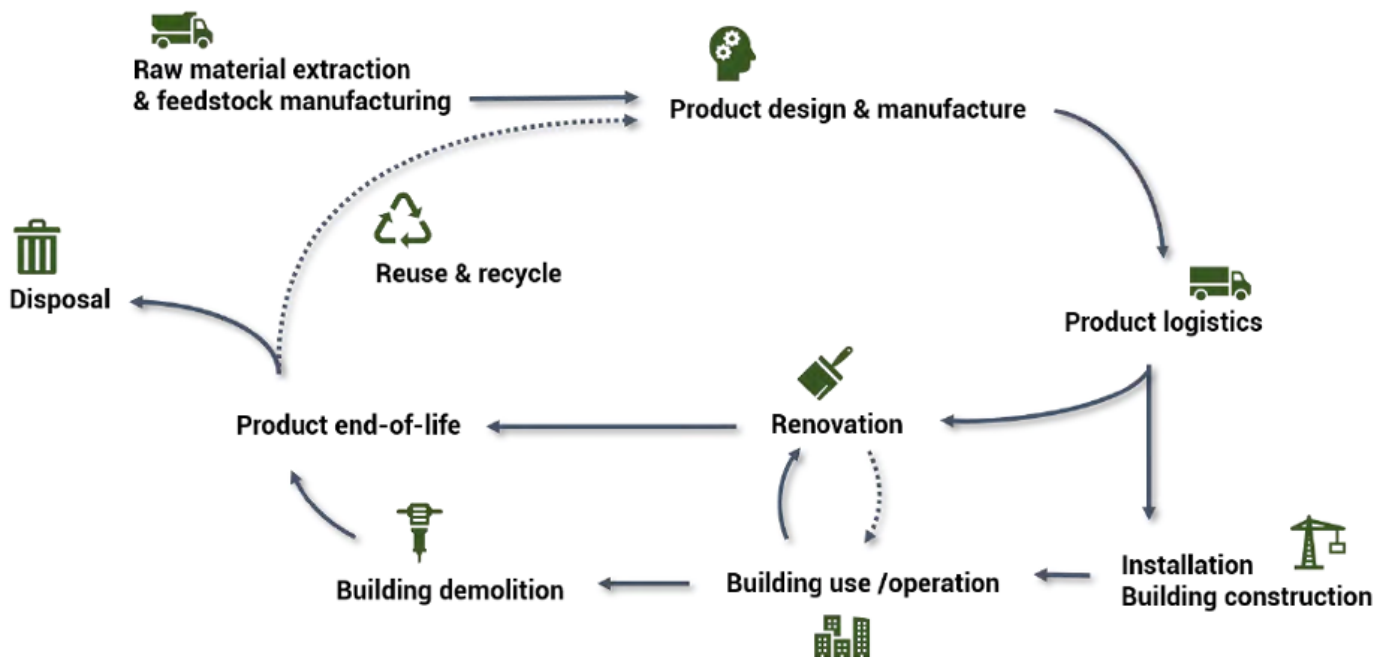 Raw material extraction
& feedstock manufacturing
Product design & manufacture
Reuse & recycle
Disposal
Product logistics
Product end-of-life
Renovation
Building demolition
Building use /operation
Installation
Building construction